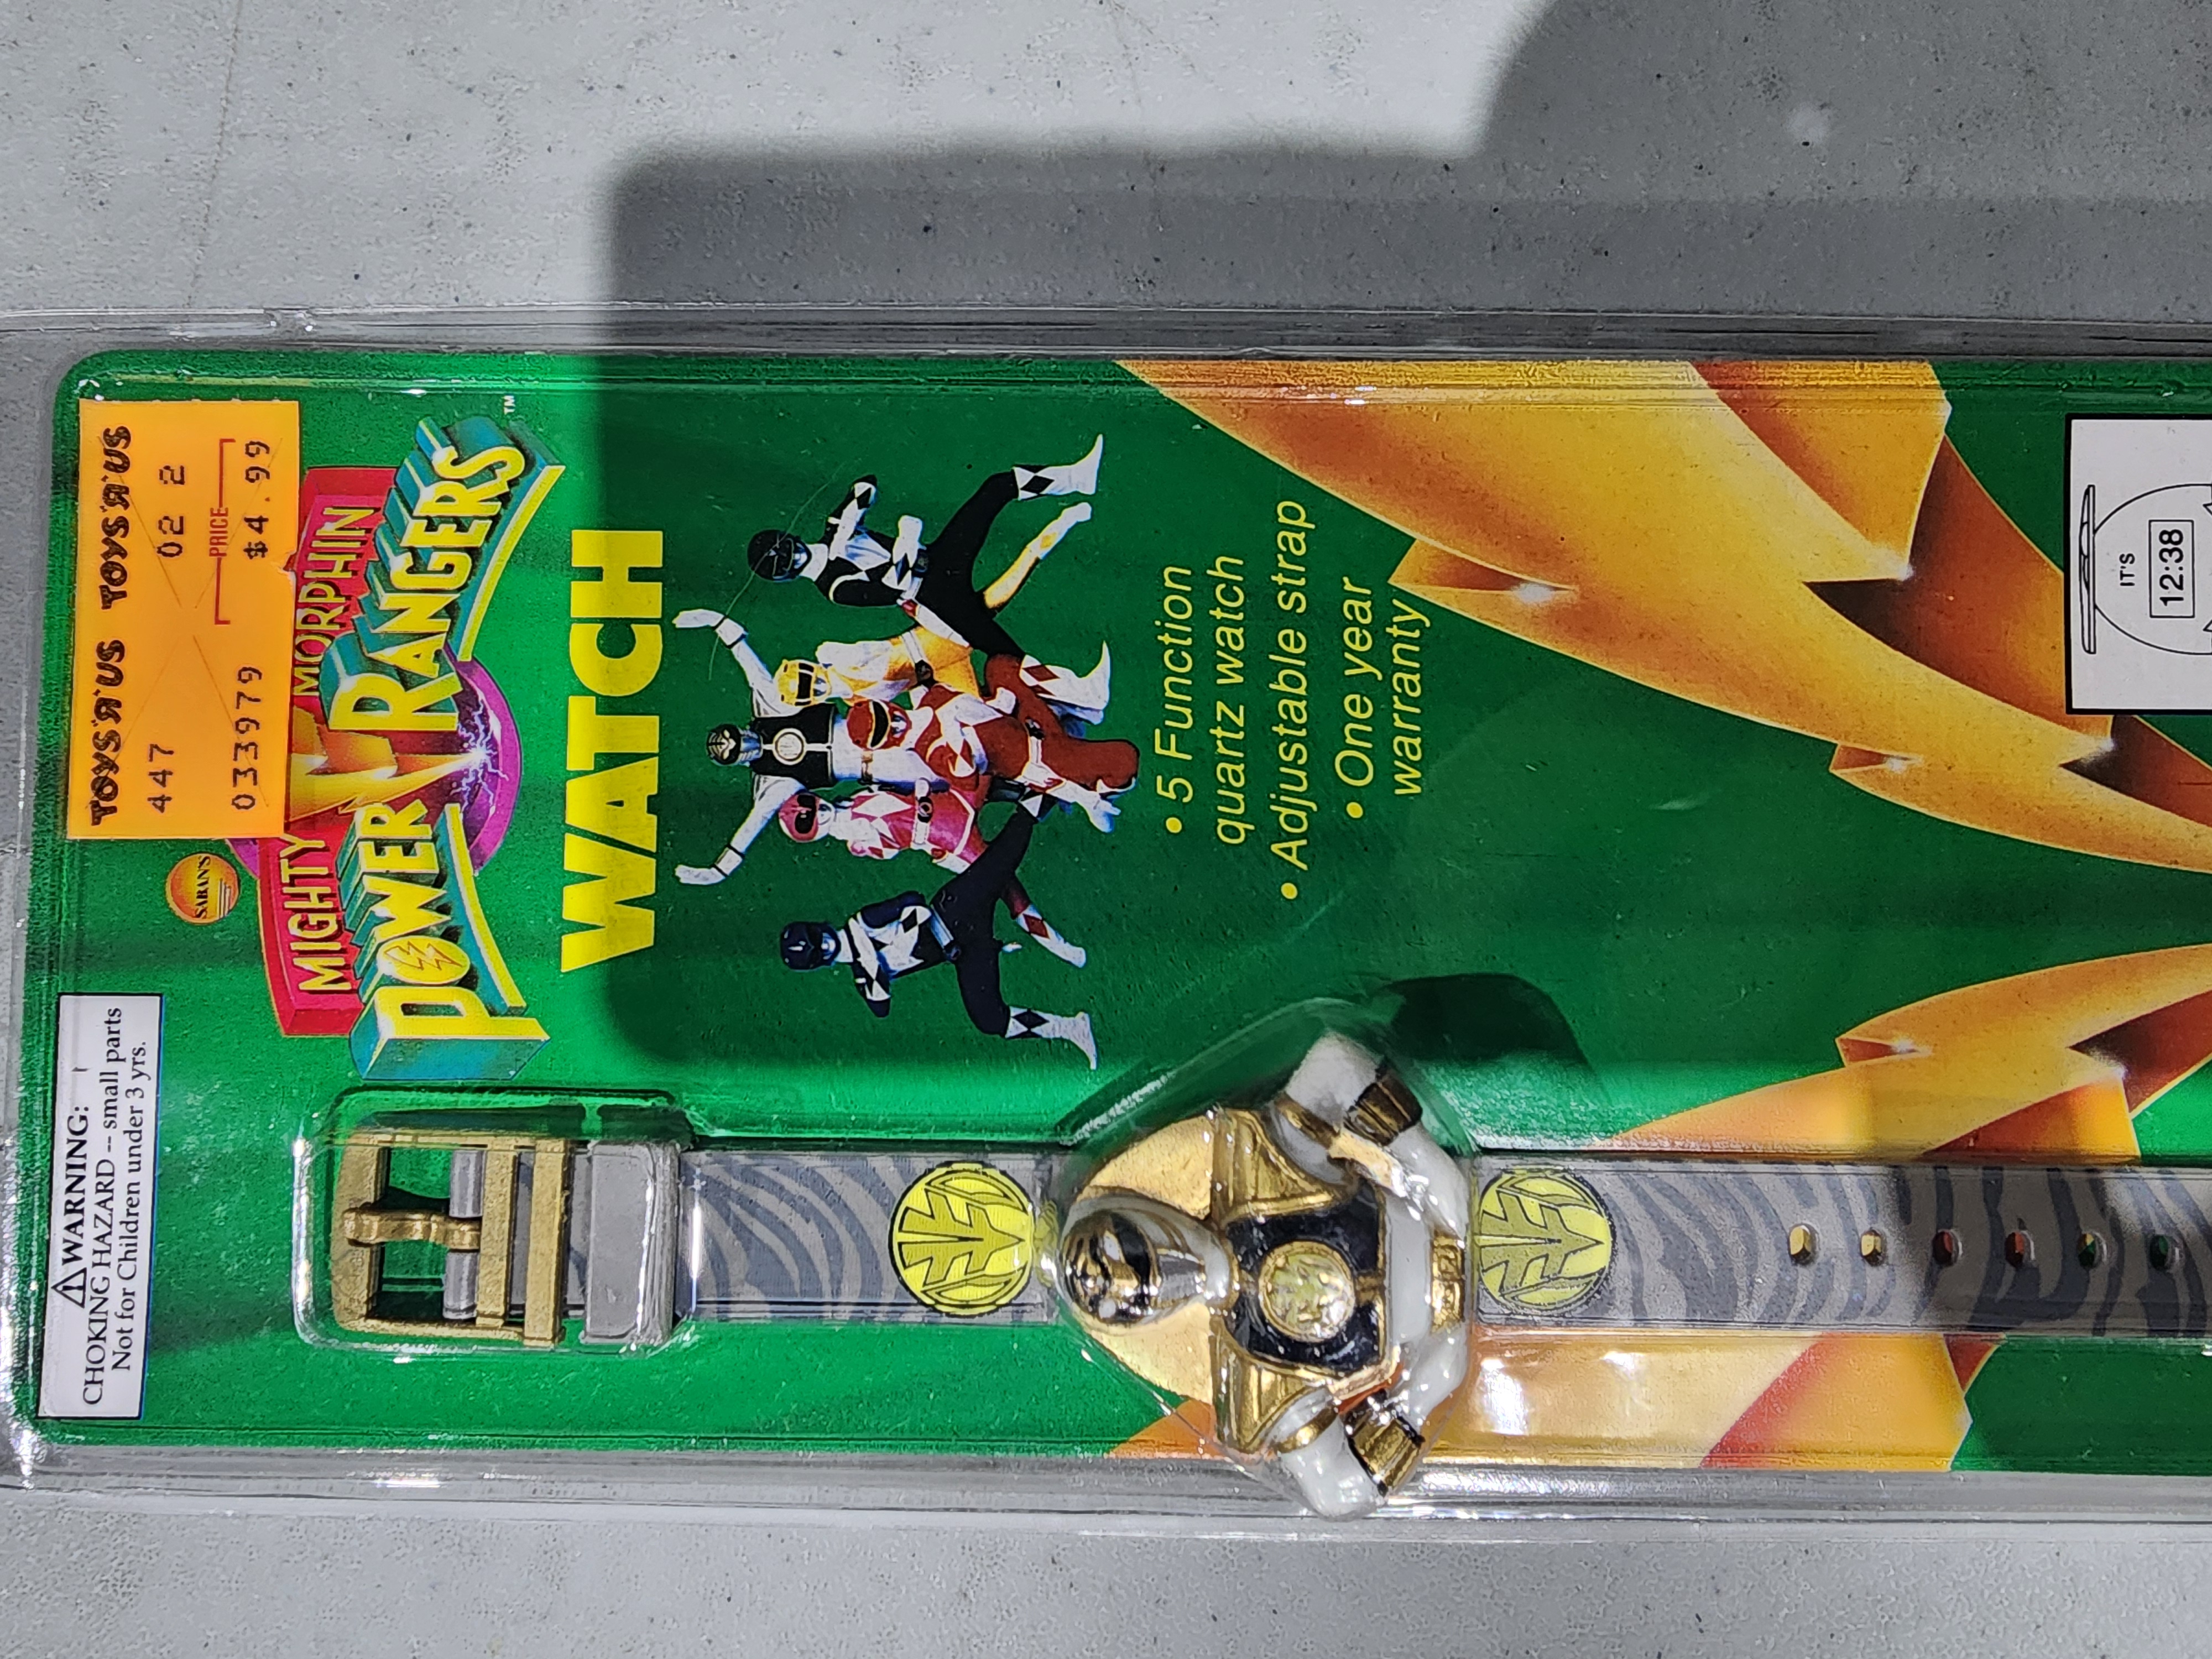 TOYS"R"US TOYS"R"US
447 02 2
PRICE
033979 $4.99
⚠WARNING:
CHOKING HAZARD -- small parts
Not for Children under 3 yrs.
SABAN'S
MIGHTY MORPHIN
POWER RANGERS™
WATCH
• 5 Function
quartz watch
• Adjustable strap
• One year
warranty
IT'S
12:38